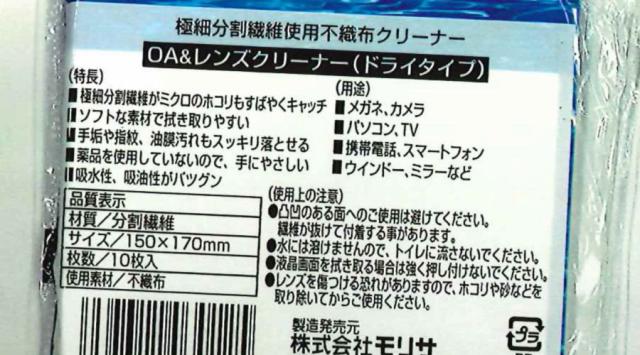 極細分割繊維使用不織布クリーナー
OA&レンズクリーナー(ドライタイプ)
(特長)
■極細分割繊維がミクロのホコリもすばやくキャッチ
■ソフトな素材で拭き取りやすい
■手垢や指紋、油膜汚れもスッキリ落とせる
■薬品を使用していないので、手にやさしい
■吸水性、吸油性がバツグン
(用途)
■メガネ、カメラ
■パソコン、TV
■携帯電話、スマートフォン
■ウインドー、ミラーなど
品質表示
材質/分割繊維
サイズ/150×170mm
枚数/10枚入
使用素材/不織布
(使用上の注意)
●凸凹のある面へのご使用は避けてください。
繊維が抜けて付着する事があります。
●水には溶けませんので、トイレに流さないでください。
●液晶画面を拭き取る場合は強く押し付けないでください。
●レンズを傷つける恐れがありますので、ホコリや砂などを
取り除いてからご使用ください。
製造発売元
株式会社モリサ
プラ